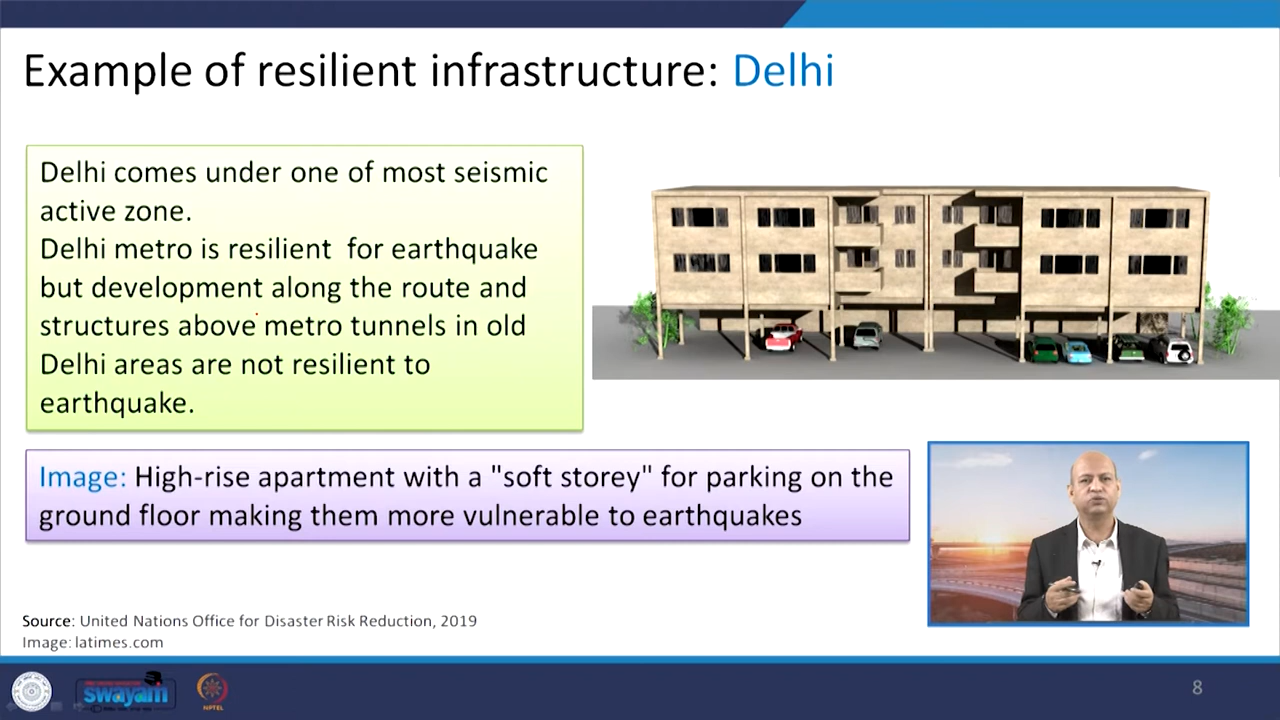 Example of resilient infrastructure: Delhi
Delhi comes under one of most seismic
active zone.
Delhi metro is resilient for earthquake
but development along the route and
structures above metro tunnels in old
Delhi areas are not resilient to
earthquake.
Image: High-rise apartment with a "soft storey" for parking on the
ground floor making them more vulnerable to earthquakes
Source: United Nations Office for Disaster Risk Reduction, 2019
Image: latimes.com
swayam
NPTEL
8